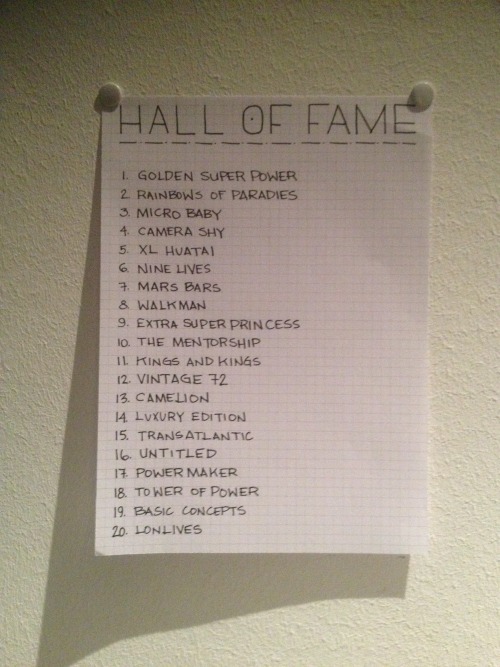 HALL OF FAME
1. GOLDEN SUPER POWER
2. RAINBOWS OF PARADIES
3. MICRO BABY
4. CAMERA SHY
5. XL HUATAI
6. NINE LIVES
7. MARS BARS
8. WALKMAN
9. EXTRA SUPER PRINCESS
10. THE MENTORSHIP
11. KINGS AND KINGS
12. VINTAGE 72
13. CAMELION
14. LUXURY EDITION
15. TRANSATLANTIC
16. UNTITLED
17. POWER MAKER
18. TOWER OF POWER
19. BASIC CONCEPTS
20. LONLIVES